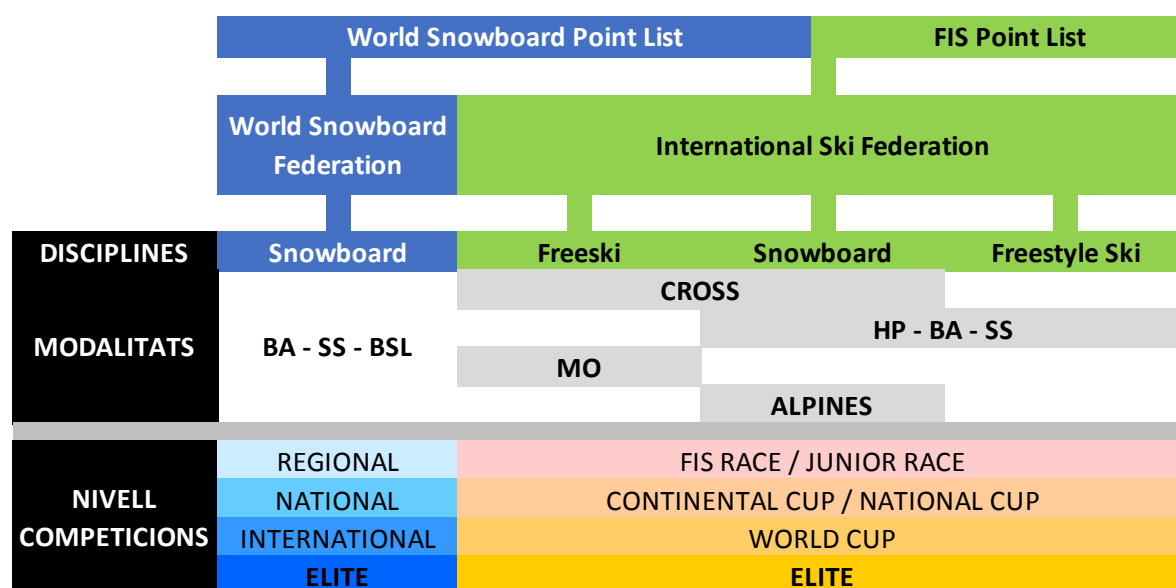 World Snowboard Point List
FIS Point List
World Snowboard
Federation
International Ski Federation
DISCIPLINES
Snowboard
Freeski
Snowboard
Freestyle Ski
MODALITATS
BA - SS - BSL
CROSS
HP - BA - SS
MO
ALPINES
NIVELL
COMPETICIONS
REGIONAL
FIS RACE / JUNIOR RACE
NATIONAL
CONTINENTAL CUP / NATIONAL CUP
INTERNATIONAL
WORLD CUP
ELITE
ELITE